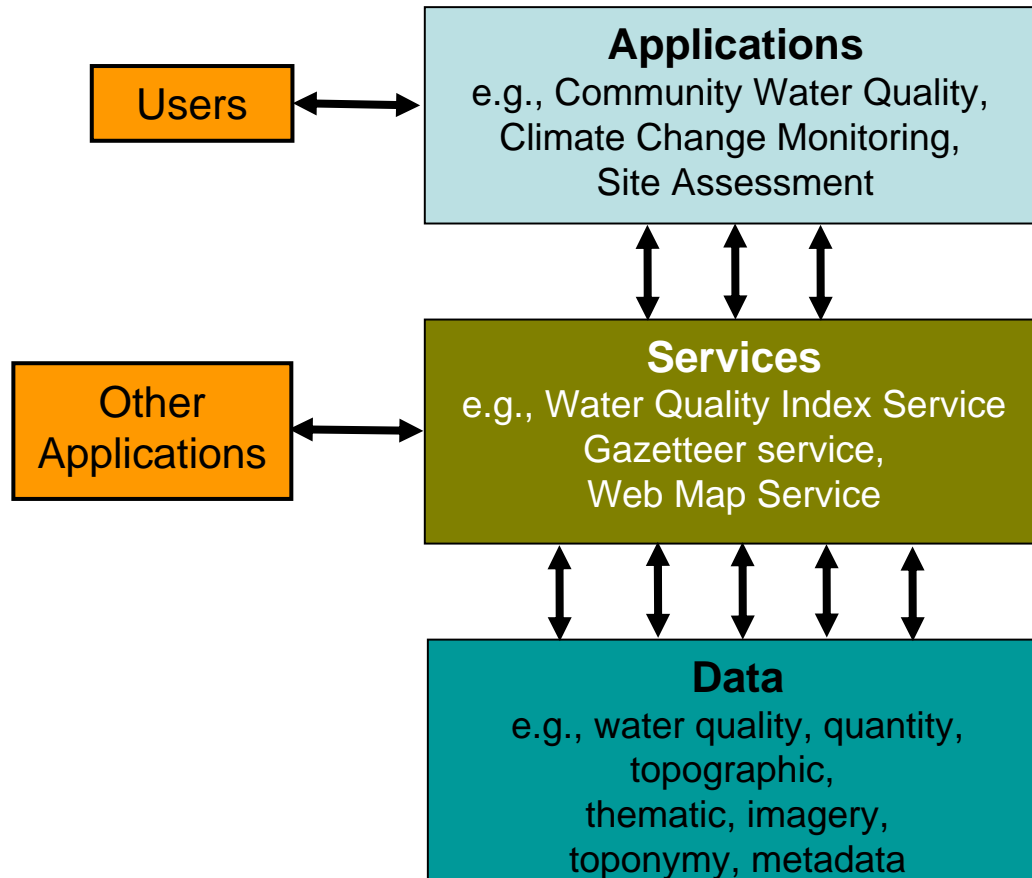 Applications
e.g., Community Water Quality,
Climate Change Monitoring,
Site Assessment
Users
Services
e.g., Water Quality Index Service
Gazetteer service,
Web Map Service
Other
Applications
Data
e.g., water quality, quantity,
topographic,
thematic, imagery,
toponymy, metadata